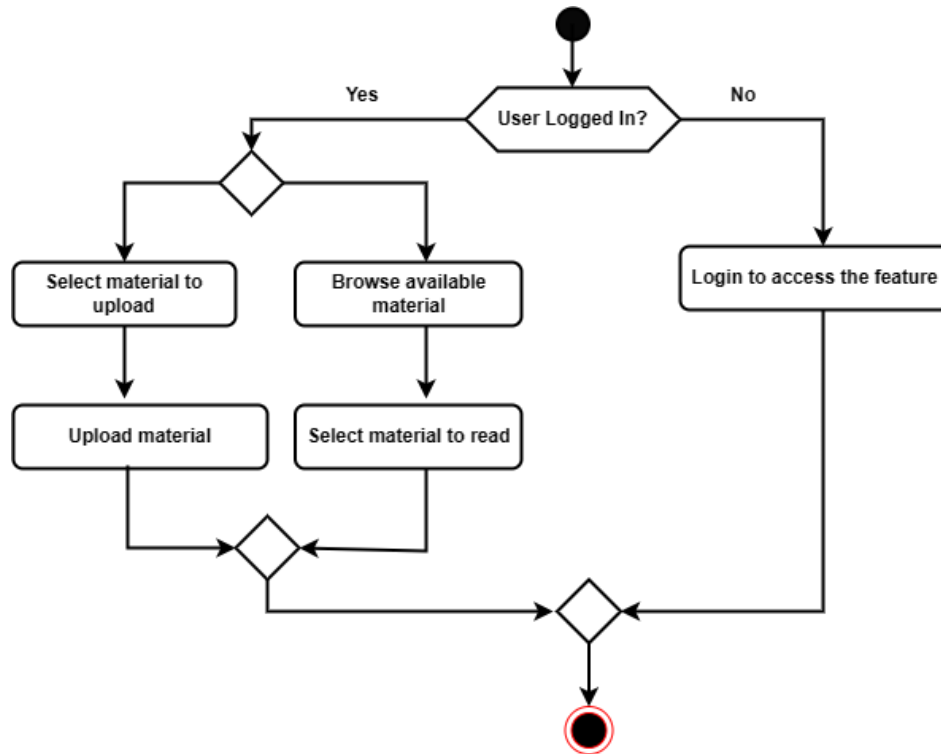 Yes
User Logged In?
No
Select material to
upload
Browse available
material
Login to access the feature
Upload material
Select material to read